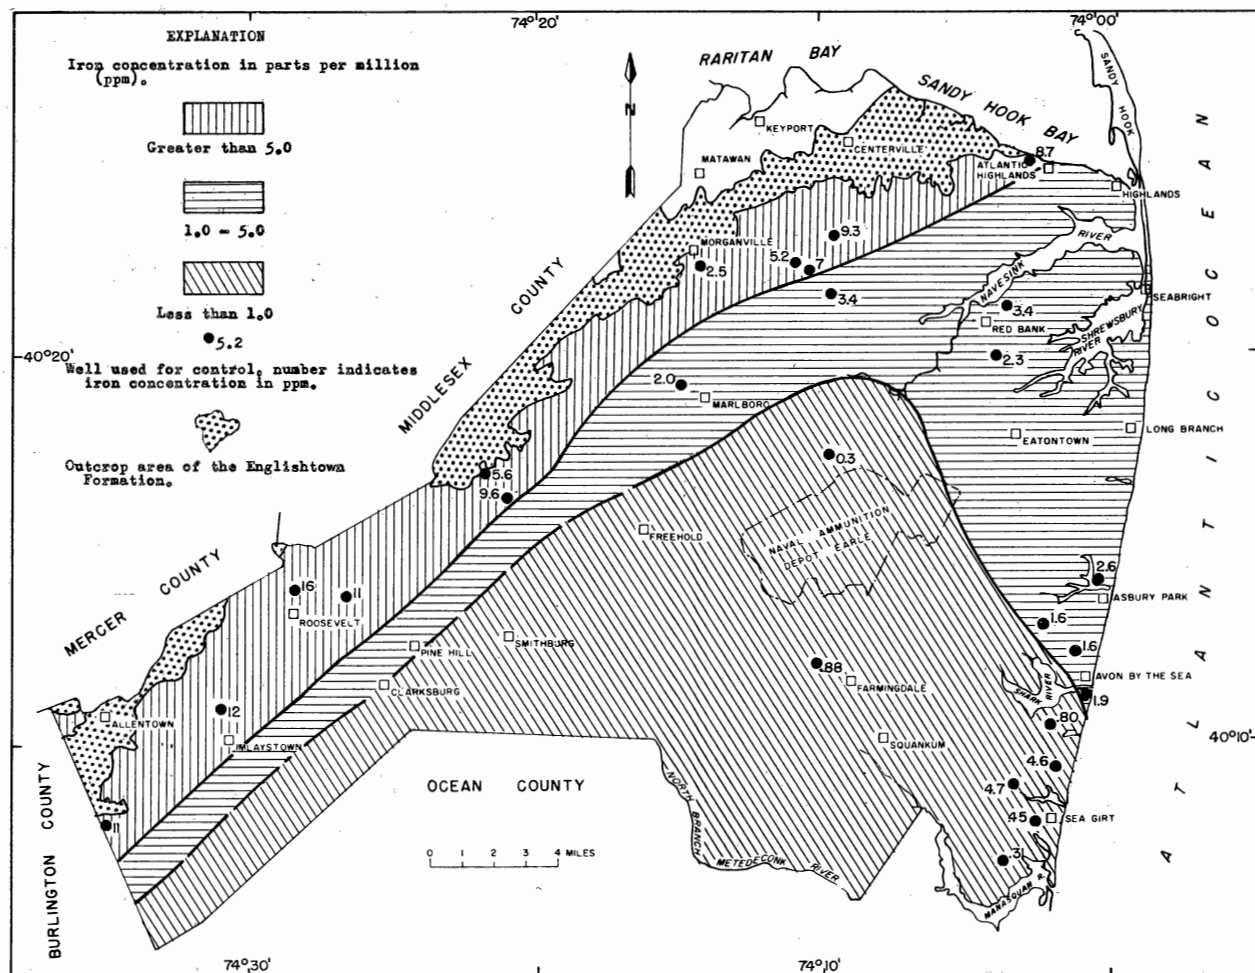 74°20'
74°00'
EXPLANATION
Iron concentration in parts per million
(ppm).
Greater than 5.0
1.0 - 5.0
Less than 1.0
5.2
Well used for control, number indicates
iron concentration in ppm.
Outcrop area of the Englishtown
Formation.
N
RARITAN BAY
SANDY HOOK BAY
SANDY HOOK
ATLANTIC OCEAN
KEYPORT
CENTERVILLE
MATAWAN
8.7
ATLANTIC
HIGHLANDS
HIGHLANDS
9.3
MORGANVILLE
5.2
7
2.5
NAVESINK
RIVER
3.4
3.4
SEABRIGHT
RED BANK
SHREWSBURY
RIVER
2.3
40°20'
MIDDLESEX COUNTY
2.0
MARLBORO
EATONTOWN
LONG BRANCH
0.3
5.6
9.6
FREEHOLD
NAVAL AMMUNITION
DEPOT EARLE
MERCER COUNTY
16
11
ROOSEVELT
2.6
ASBURY PARK
1.6
SMITHBURG
PINE HILL
1.6
.88
CLARKSBURG
FARMINGDALE
AVON BY THE SEA
SHARK
RIVER
1.9
ALLENTOWN
12
.80
IMLAYSTOWN
SQUANKUM
40°10'
4.6
OCEAN COUNTY
4.7
NORTH BRANCH
METEDECONK RIVER
.45
SEA GIRT
11
BURLINGTON COUNTY
0 1 2 3 4 MILES
.3
MANASQUAN R.
74°30'
74°10'